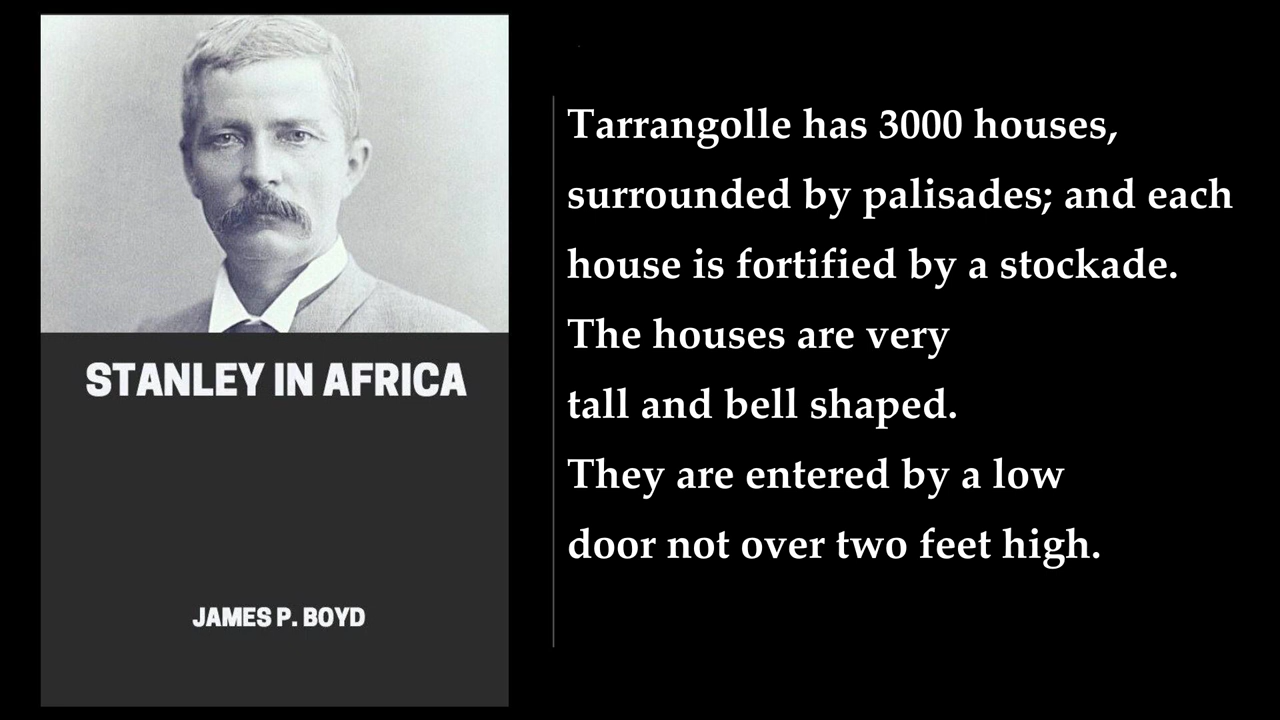 STANLEY IN AFRICA
JAMES P. BOYD
Tarrangolle has 3000 houses,
surrounded by palisades; and each
house is fortified by a stockade.
The houses are very
tall and bell shaped.
They are entered by a low
door not over two feet high.